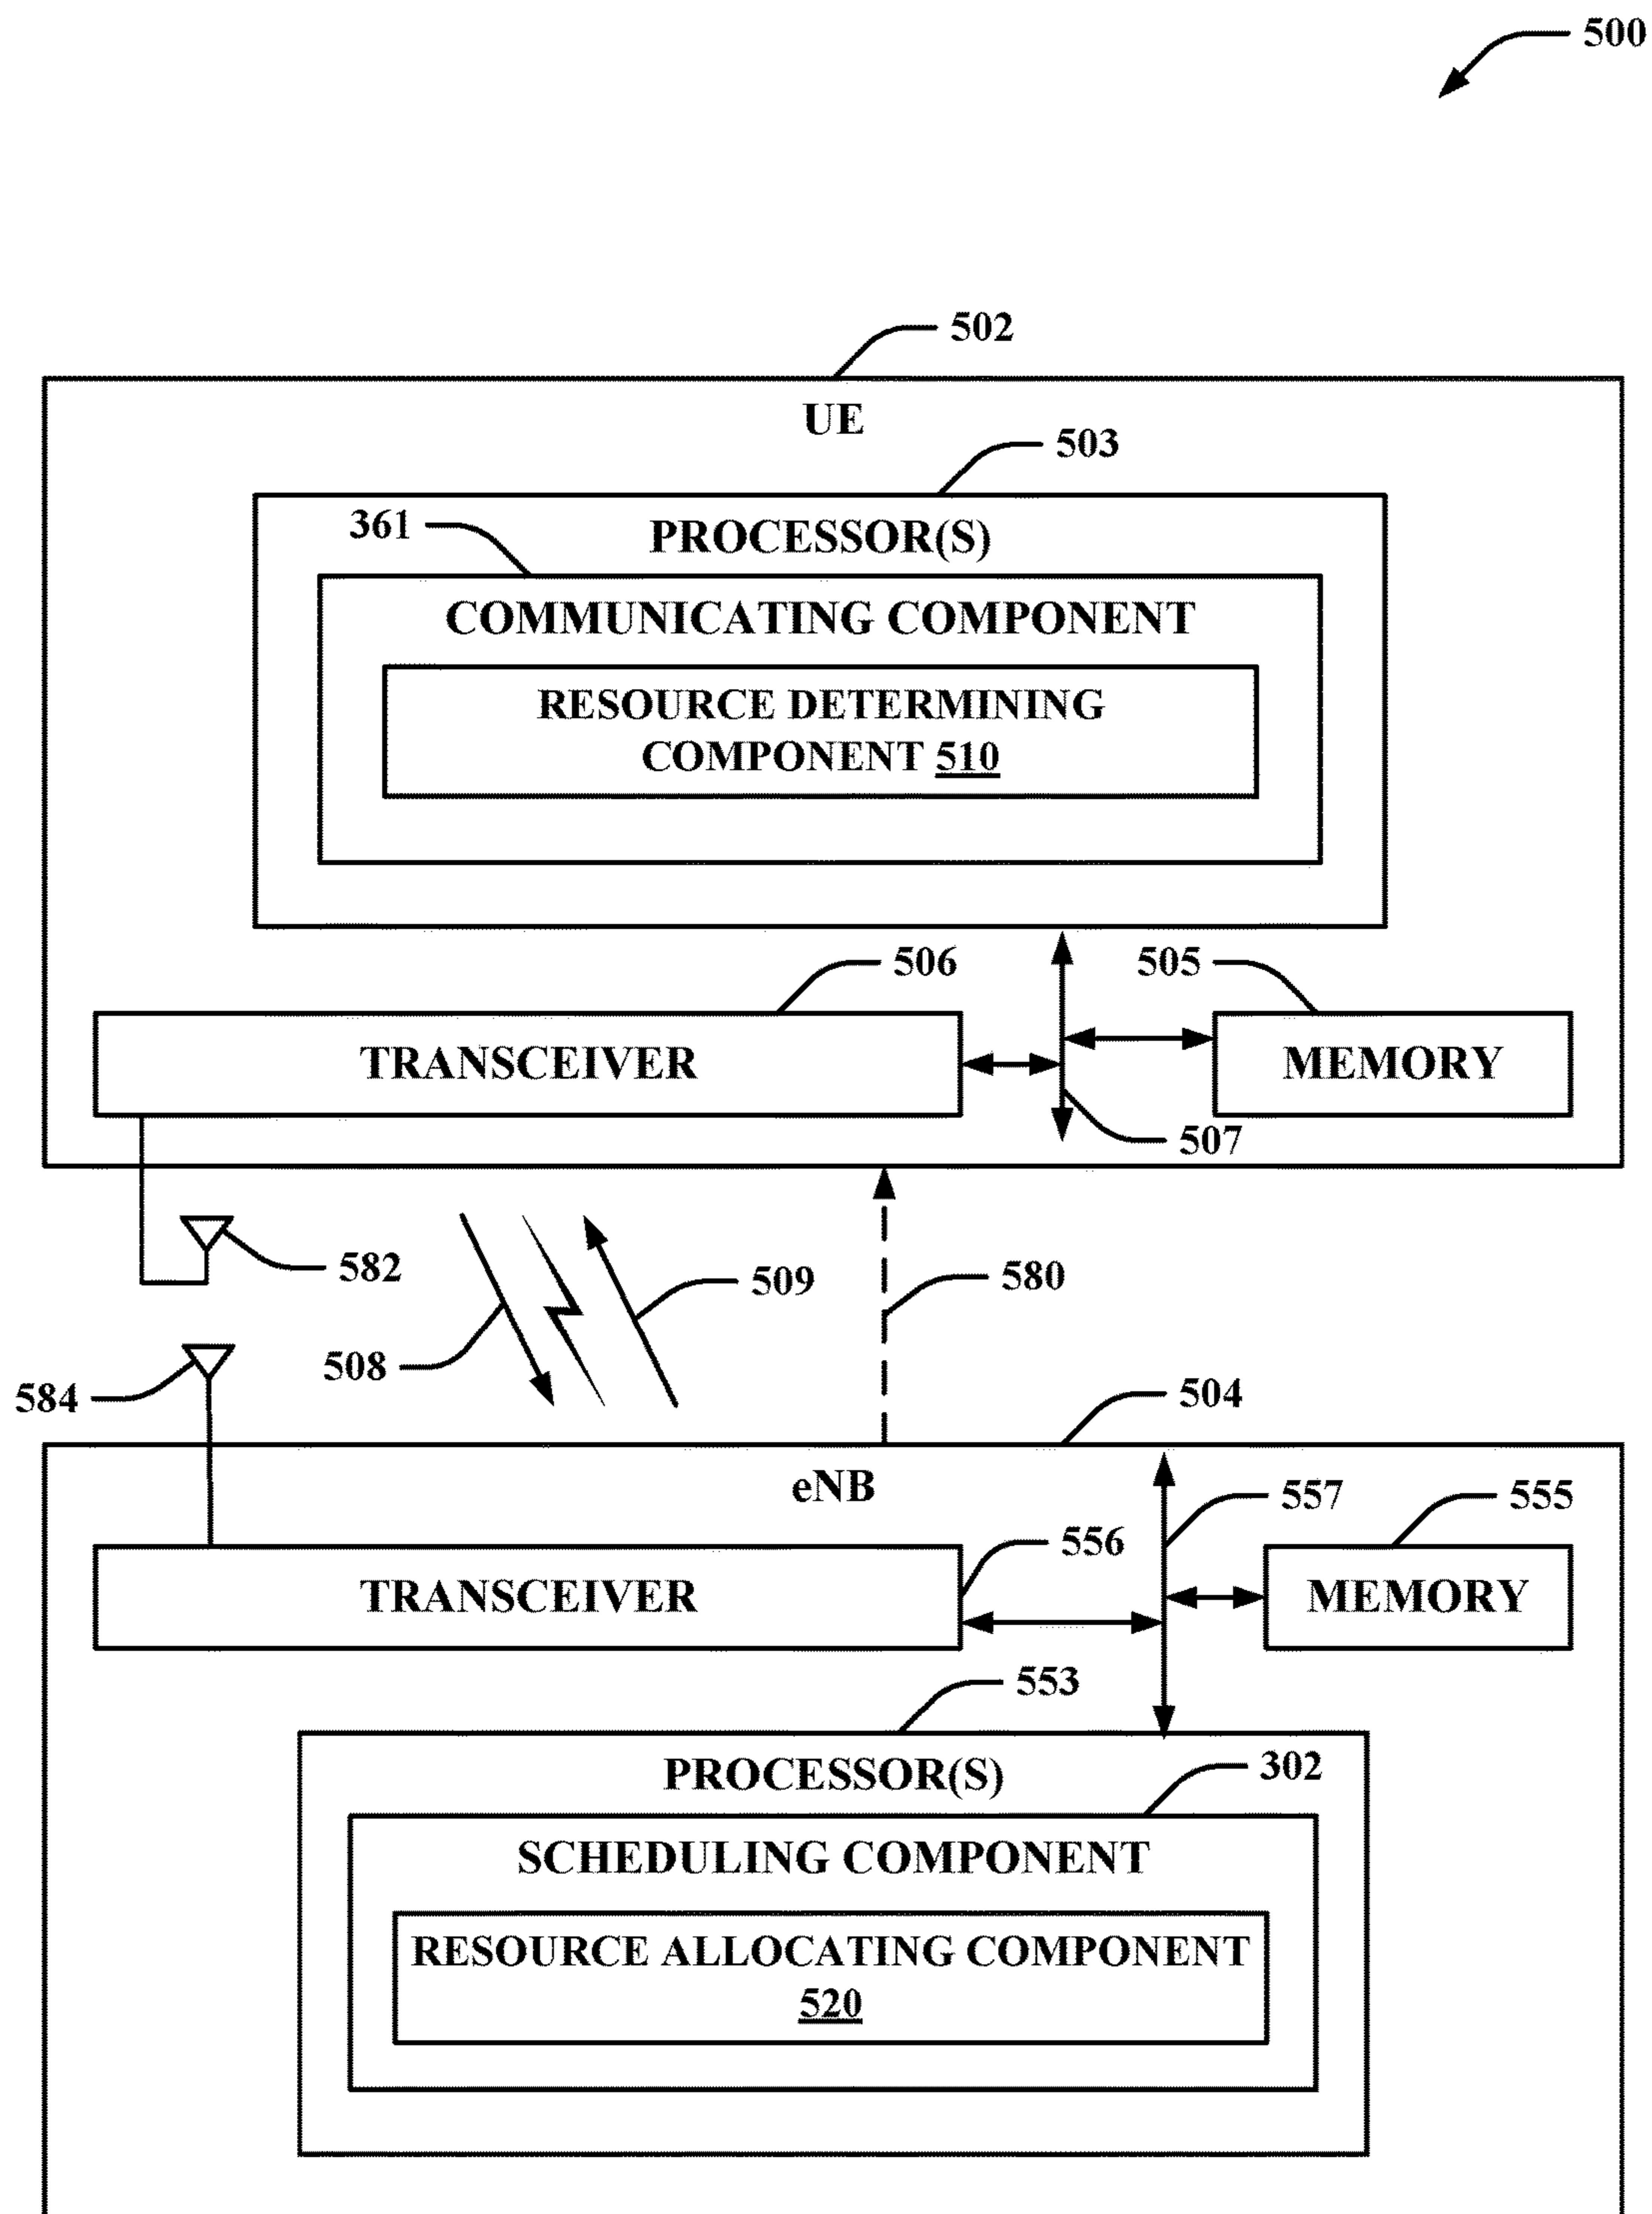 500
502
UE
503
361
PROCESSOR(S)
COMMUNICATING COMPONENT
RESOURCE DETERMINING
COMPONENT 510
506
505
TRANSCEIVER
MEMORY
507
582
509
580
508
584
504
eNB
557
555
556
TRANSCEIVER
MEMORY
553
PROCESSOR(S)
302
SCHEDULING COMPONENT
RESOURCE ALLOCATING COMPONENT
520